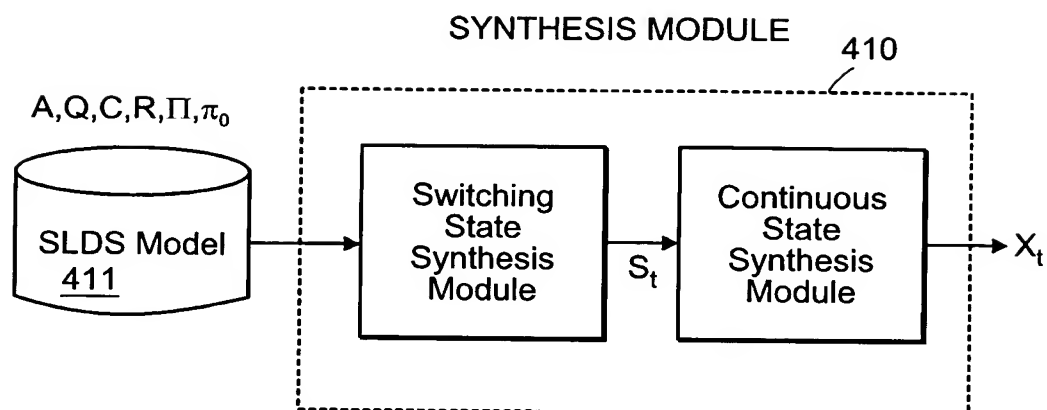 SYNTHESIS MODULE
410
A,Q,C,R,Π,π₀
SLDS Model
411
Switching
State
Synthesis
Module
Sₜ
Continuous
State
Synthesis
Module
Xₜ